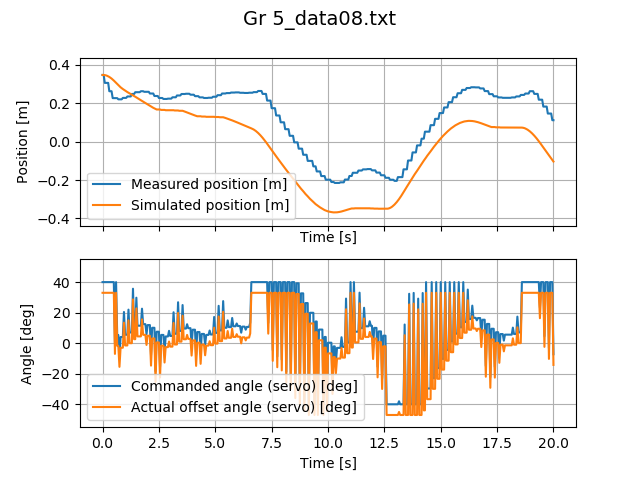 Gr 5_data08.txt
0.4
0.2
0.0
−0.2
−0.4
Position [m]
Measured position [m]
Simulated position [m]
Time [s]
40
20
0
−20
−40
Angle [deg]
Commanded angle (servo) [deg]
Actual offset angle (servo) [deg]
0.0 2.5 5.0 7.5 10.0 12.5 15.0 17.5 20.0
Time [s]